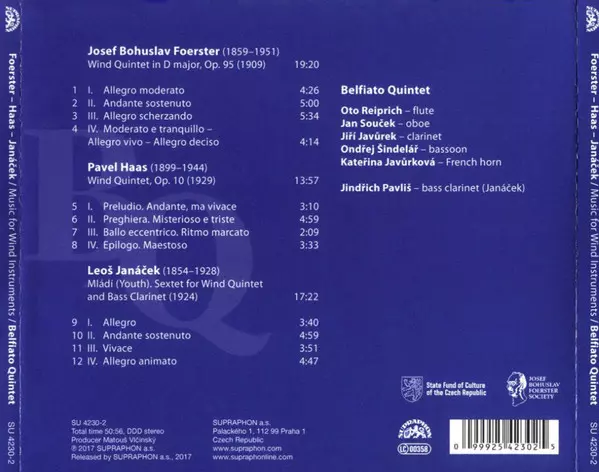 Foerster – Haas – Janáček / Music for Wind Instruments / Belfiato Quintet
SU 4230-2
Josef Bohuslav Foerster (1859–1951)
Wind Quintet in D major, Op. 95 (1909) 19:20
1 I. Allegro moderato 4:26
2 II. Andante sostenuto 5:00
3 III. Allegro scherzando 5:34
4 IV. Moderato e tranquillo –
Allegro vivo – Allegro deciso 4:14
Pavel Haas (1899–1944)
Wind Quintet, Op. 10 (1929) 13:57
5 I. Preludio. Andante, ma vivace 3:10
6 II. Preghiera. Misterioso e triste 4:59
7 III. Ballo eccentrico. Ritmo marcato 2:09
8 IV. Epilogo. Maestoso 3:33
Leoš Janáček (1854–1928)
Mládí (Youth). Sextet for Wind Quintet
and Bass Clarinet (1924) 17:22
9 I. Allegro 3:40
10 II. Andante sostenuto 4:59
11 III. Vivace 3:51
12 IV. Allegro animato 4:47
Belfiato Quintet
Oto Reiprich – flute
Jan Souček – oboe
Jiří Javůrek – clarinet
Ondřej Šindelář – bassoon
Kateřina Javůrková – French horn
Jindřich Pavliš – bass clarinet (Janáček)
BQ
State Fund of Culture
of the Czech Republic
JOSEF
BOHUSLAV
FOERSTER
SOCIETY
SU 4230-2
Total time 50:56, DDD stereo
Producer Matouš Vlčinský
℗ 2017 SUPRAPHON a.s.
Released by SUPRAPHON a.s., 2017
SUPRAPHON a.s.
Palackého 1, 112 99 Praha 1
Czech Republic
www.supraphon.com
www.supraphonline.com
SUPRAPHON
LC 00358
0 99925 42302 5
Foerster – Haas – Janáček / Music for Wind Instruments / Belfiato Quintet
SU 4230-2